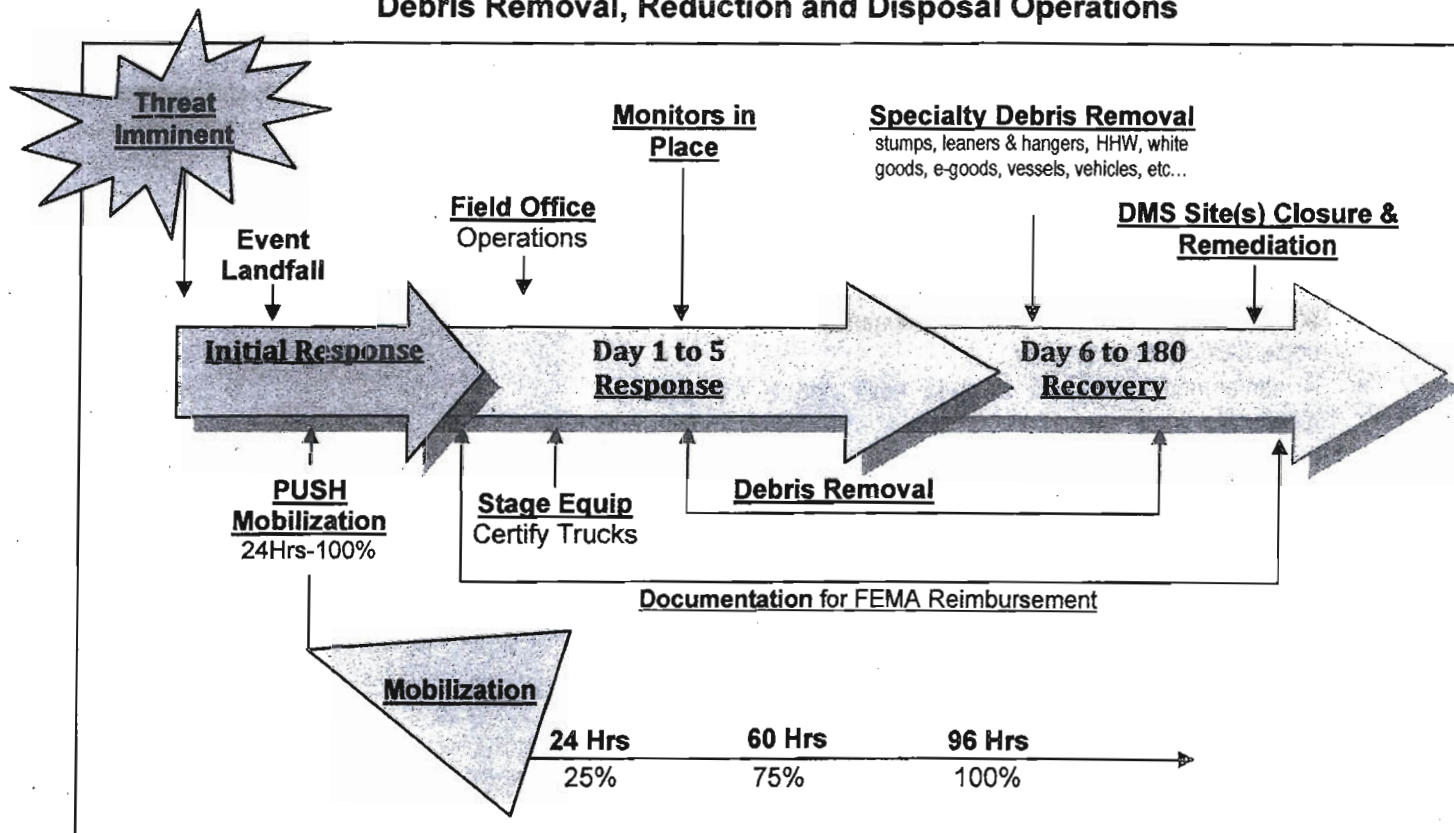 Debris Removal, Reduction and Disposal Operations
Threat
Imminent
Monitors in
Place
Specialty Debris Removal
stumps, leaners & hangers, HHW, white
goods, e-goods, vessels, vehicles, etc...
Field Office
Operations
DMS Site(s) Closure &
Remediation
Event
Landfall
Initial Response
Day 1 to 5
Response
Day 6 to 180
Recovery
PUSH
Mobilization
24Hrs-100%
Stage Equip
Certify Trucks
Debris Removal
Documentation for FEMA Reimbursement
Mobilization
24 Hrs
25%
60 Hrs
75%
96 Hrs
100%